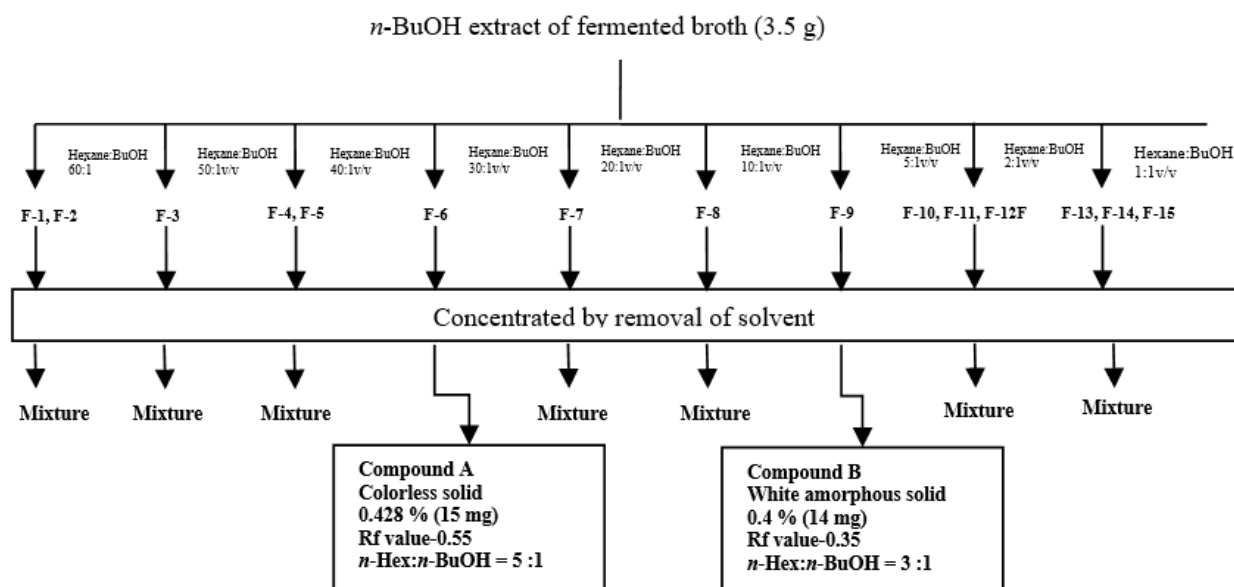 n-BuOH extract of fermented broth (3.5 g)
Hexane:BuOH
60:1
Hexane:BuOH
50:1v/v
Hexane:BuOH
40:1v/v
Hexane:BuOH
30:1v/v
Hexane:BuOH
20:1v/v
Hexane:BuOH
10:1v/v
Hexane:BuOH
5:1v/v
Hexane:BuOH
2:1v/v
Hexane:BuOH
1:1v/v
F-1, F-2
F-3
F-4, F-5
F-6
F-7
F-8
F-9
F-10, F-11, F-12F
F-13, F-14, F-15
Concentrated by removal of solvent
Mixture
Mixture
Mixture
Mixture
Mixture
Mixture
Mixture
Compound A
Colorless solid
0.428 % (15 mg)
Rf value-0.55
n-Hex:n-BuOH = 5 :1
Compound B
White amorphous solid
0.4 % (14 mg)
Rf value-0.35
n-Hex:n-BuOH = 3 :1